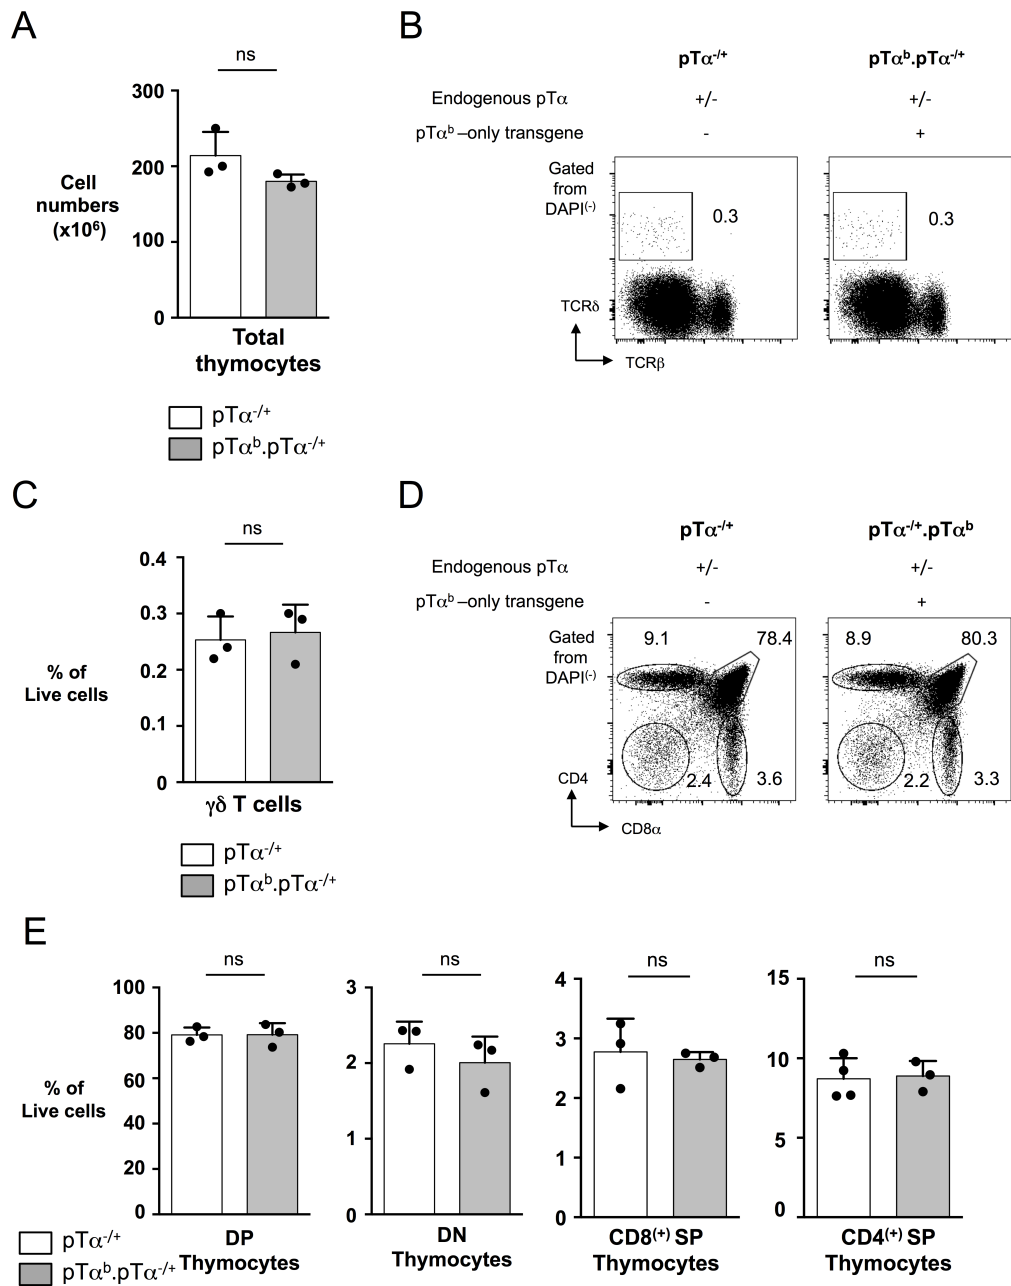 A
ns
300
200
100
0
Cell
numbers
(x10⁶)
Total
thymocytes
pTα⁻/⁺
pTαᵇ.pTα⁻/⁺
B
pTα⁻/⁺ pTαᵇ.pTα⁻/⁺
Endogenous pTα +/- +/-
pTαᵇ –only transgene - +
Gated
from
DAPI⁽⁻⁾
0.3 0.3
TCRδ
TCRβ
C
ns
0.4
0.3
0.2
0.1
0
% of
Live cells
γδ T cells
pTα⁻/⁺
pTαᵇ.pTα⁻/⁺
D
pTα⁻/⁺ pTα⁻/⁺.pTαᵇ
Endogenous pTα +/- +/-
pTαᵇ –only transgene - +
Gated
from
DAPI⁽⁻⁾
9.1 78.4 8.9 80.3
2.4 3.6 2.2 3.3
CD4
CD8α
E
% of
Live cells
ns
100
80
60
40
20
0
DP
Thymocytes
ns
3
2
1
0
DN
Thymocytes
ns
4
3
2
1
0
CD8⁽⁺⁾ SP
Thymocytes
ns
15
10
5
0
CD4⁽⁺⁾ SP
Thymocytes
pTα⁻/⁺
pTαᵇ.pTα⁻/⁺